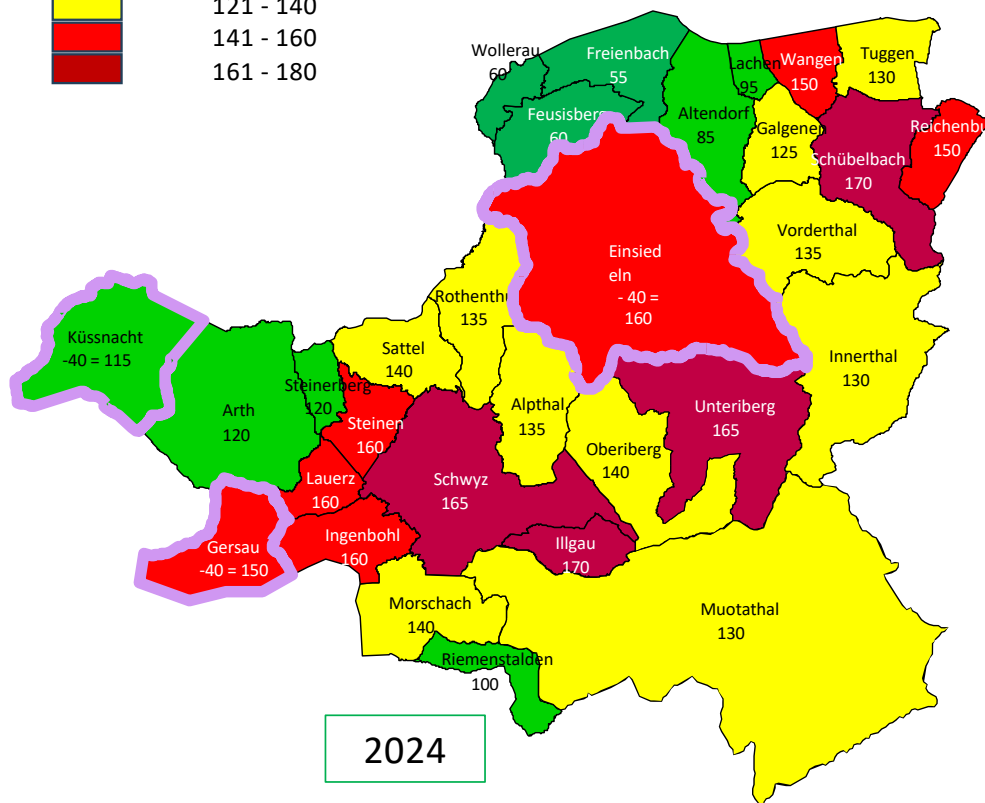 121 - 140
141 - 160
161 - 180
Wollerau
60
Freienbach
55
Feusisberg
60
Lachen
95
Wangen
150
Tuggen
130
Altendorf
85
Galgenen
125
Schübelbach
170
Reichenbu
150
Vorderthal
135
Einsied
eln
- 40 =
160
Rothenthu
135
Küssnacht
-40 = 115
Sattel
140
Innerthal
130
Steinerberg
120
Arth
120
Steinen
160
Alpthal
135
Unteriberg
165
Oberiberg
140
Lauerz
160
Schwyz
165
Ingenbohl
160
Illgau
170
Gersau
-40 = 150
Morschach
140
Muotathal
130
Riemenstalden
100
2024